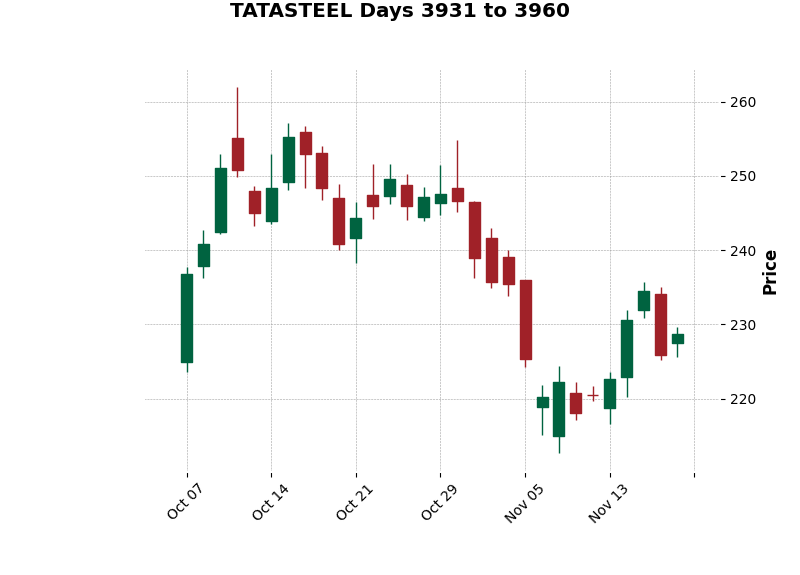 TATASTEEL Days 3931 to 3960
260
250
240
230
220
Price
Oct 07
Oct 14
Oct 21
Oct 29
Nov 05
Nov 13